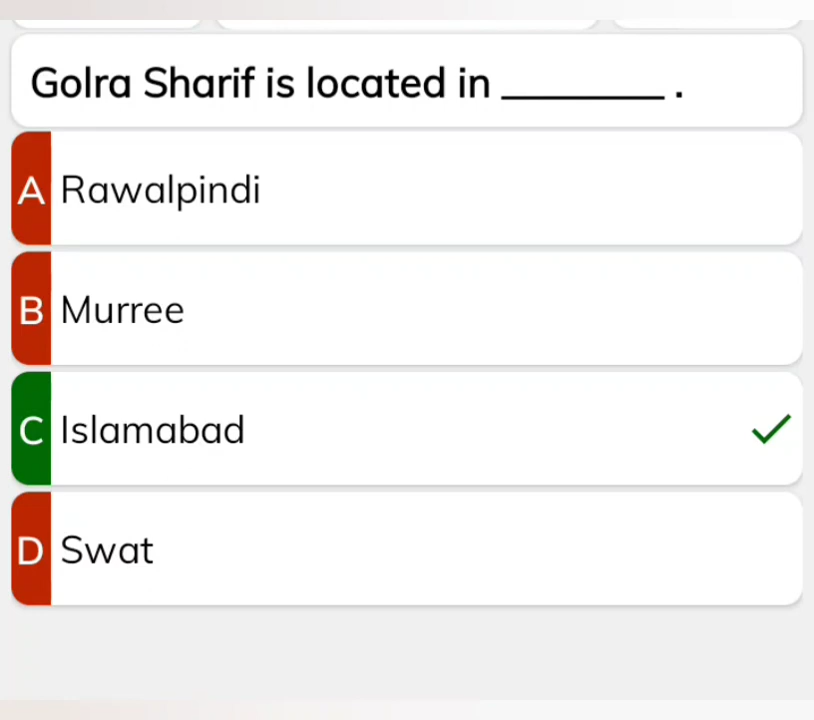 Golra Sharif is located in ________ .
A Rawalpindi
B Murree
C Islamabad
D Swat